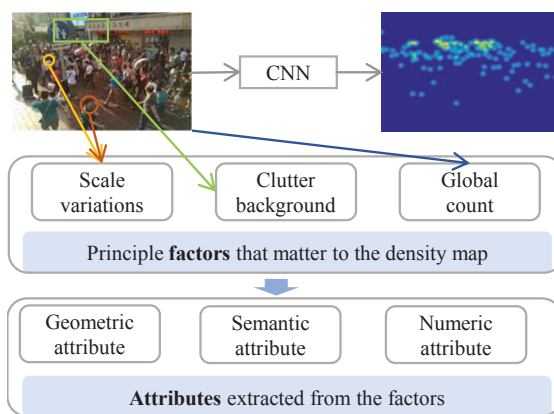 CNN
Scale
variations
Clutter
background
Global
count
Principle factors that matter to the density map
Geometric
attribute
Semantic
attribute
Numeric
attribute
Attributes extracted from the factors